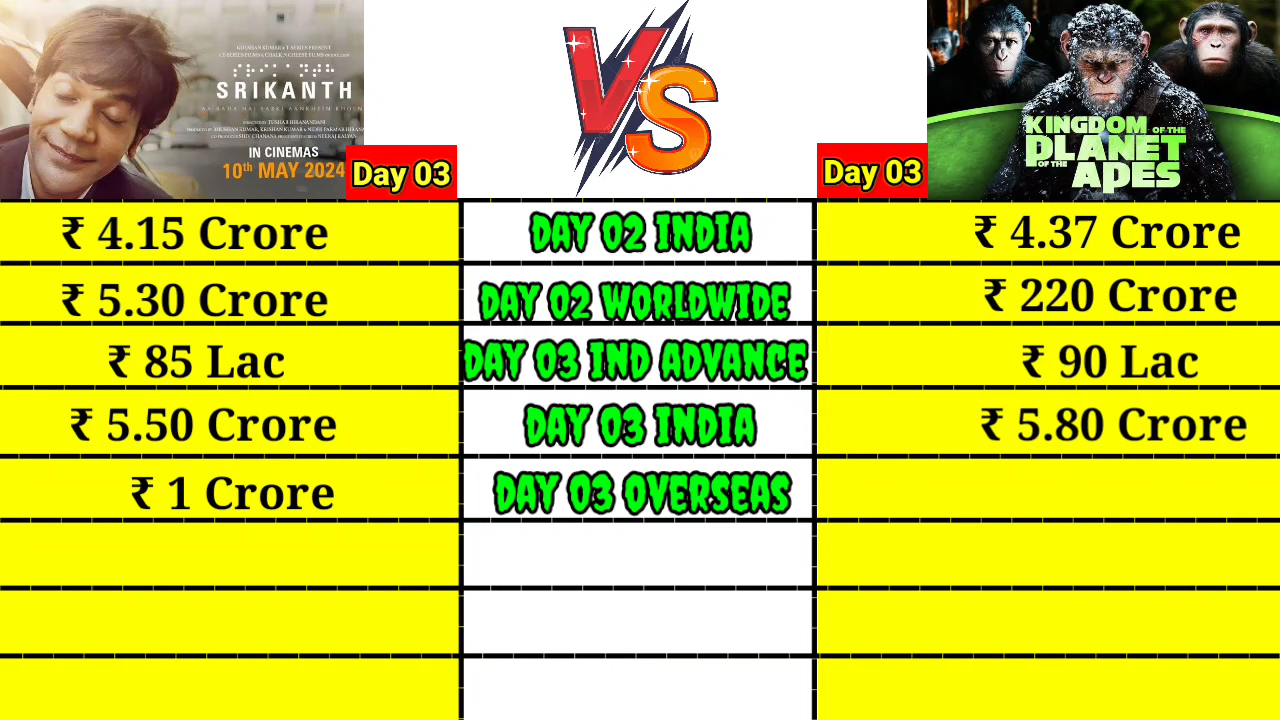 SRIKANTH
IN CINEMAS
10th MAY 2024
Day 03
VS
Day 03
KINGDOM OF THE
PLANET
OF THE APES
₹ 4.15 Crore DAY 02 INDIA ₹ 4.37 Crore
₹ 5.30 Crore DAY 02 WORLDWIDE ₹ 220 Crore
₹ 85 Lac DAY 03 IND ADVANCE ₹ 90 Lac
₹ 5.50 Crore DAY 03 INDIA ₹ 5.80 Crore
₹ 1 Crore DAY 03 OVERSEAS